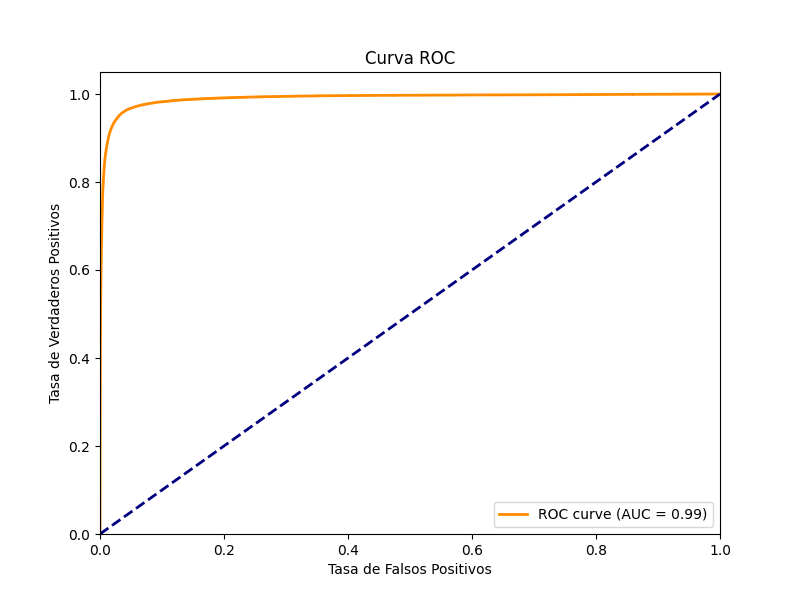 Curva ROC
1.0
0.8
0.6
0.4
0.2
0.0
Tasa de Verdaderos Positivos
ROC curve (AUC = 0.99)
0.0 0.2 0.4 0.6 0.8 1.0
Tasa de Falsos Positivos